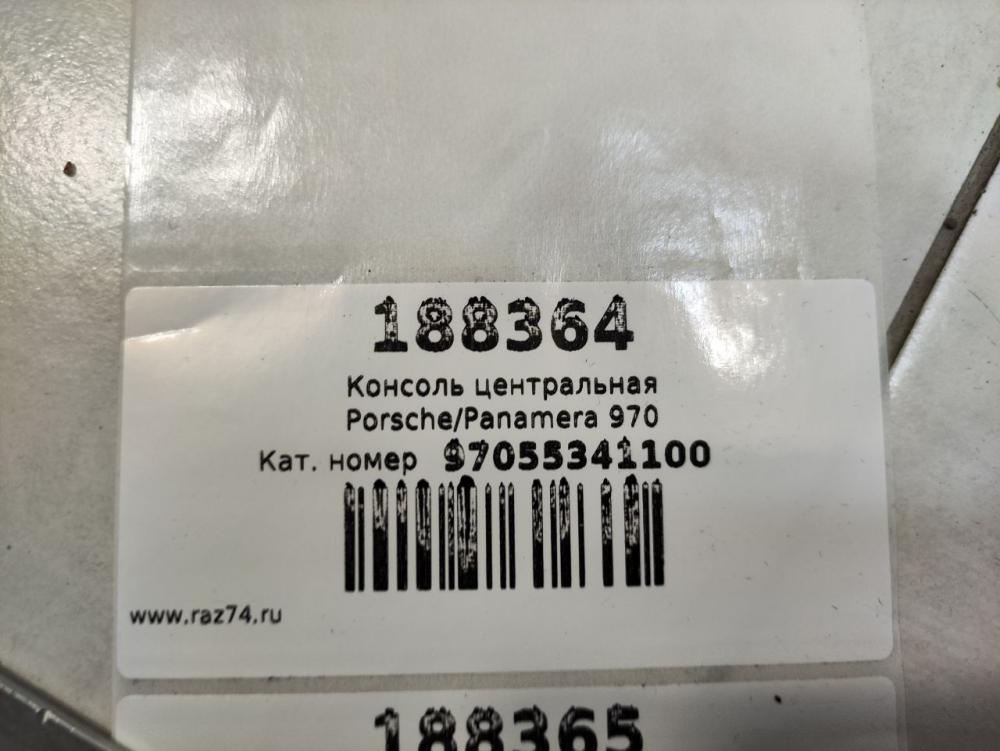 188364
Консоль центральная
Porsche/Panamera 970
Кат. номер 97055341100
www.raz74.ru
188365